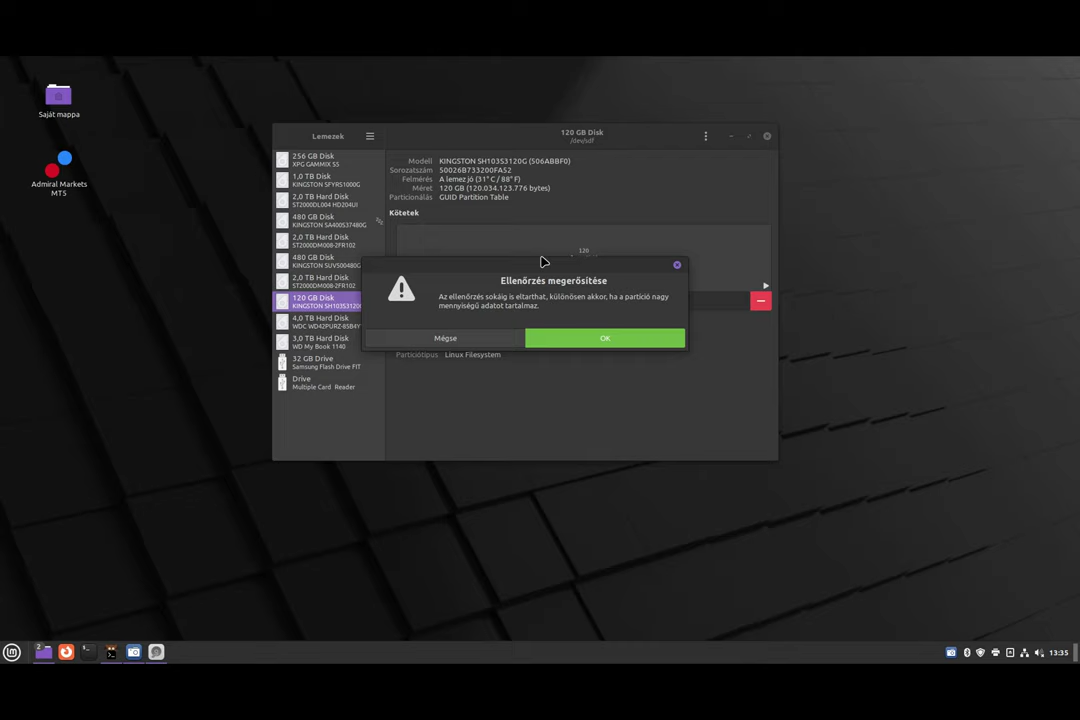 Saját mappa
Admiral Markets
MT5
Lemezek
120 GB Disk
/dev/sdf
256 GB Disk
XPG GAMMIX S5
1,0 TB Disk
KINGSTON SFYRS1000G
2,0 TB Hard Disk
ST2000DL004 HD204UI
480 GB Disk
KINGSTON SA400S37480G
2,0 TB Hard Disk
ST2000DM008-2FR102
480 GB Disk
KINGSTON SUV500480G
2,0 TB Hard Disk
ST2000DM008-2FR102
120 GB Disk
KINGSTON SH103S3120G
4,0 TB Hard Disk
WDC WD42PURZ-85B4Y
3,0 TB Hard Disk
WD My Book 1140
32 GB Drive
Samsung Flash Drive FIT
Drive
Multiple Card Reader
Modell KINGSTON SH103S3120G (506ABBF0)
Sorozatszám 50026B733200FA52
Felmérés A lemez jó (31° C / 88° F)
Méret 120 GB (120.034.123.776 bytes)
Particionálás GUID Partition Table
Kötetek
120
Ellenőrzés megerősítése
Az ellenőrzés sokáig is eltarthat, különösen akkor, ha a partíció nagy
mennyiségű adatot tartalmaz.
Mégse
OK
Partíciótípus Linux Filesystem
2
13:35